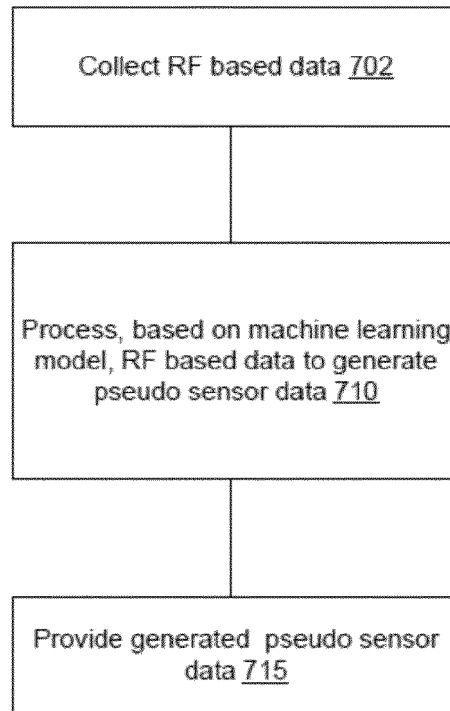 Collect RF based data 702
Process, based on machine learning
model, RF based data to generate
pseudo sensor data 710
Provide generated pseudo sensor
data 715